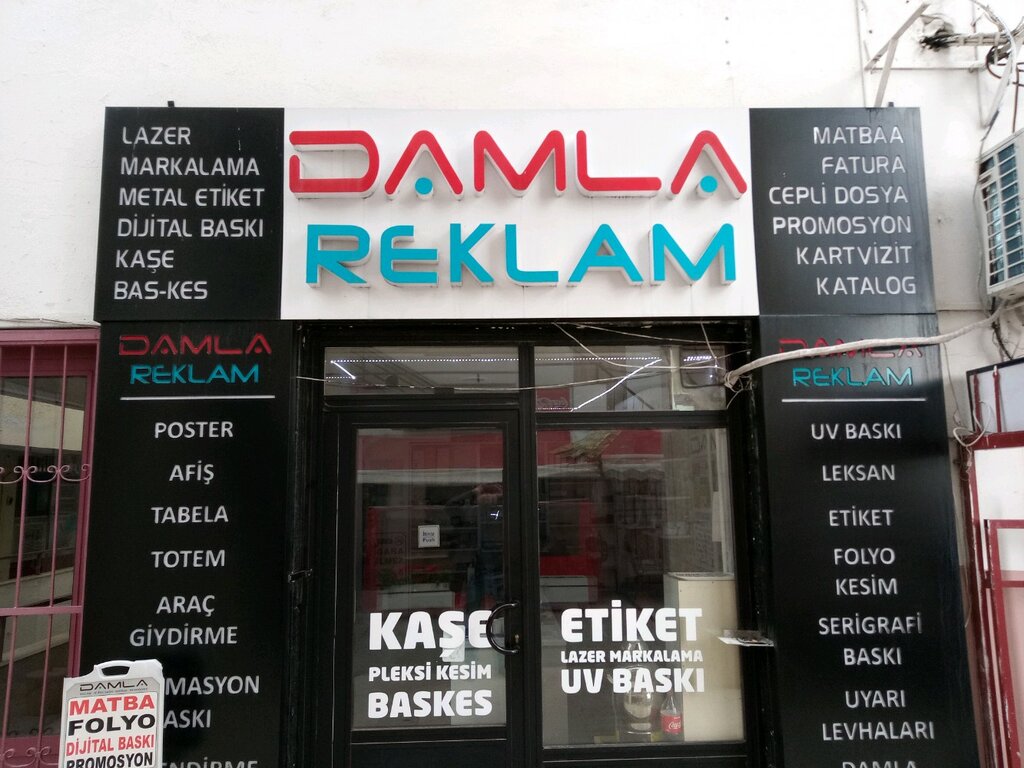 LAZER
MARKALAMA
METAL ETİKET
DİJİTAL BASKI
KAŞE
BAS-KES
DAMLA
REKLAM
MATBAA
FATURA
CEPLİ DOSYA
PROMOSYON
KARTVİZİT
KATALOG
DAMLA
REKLAM
POSTER
AFİŞ
TABELA
TOTEM
ARAÇ
GİYDİRME
MASYON
ASKI
DAMLA
REKLAM
UV BASKI
LEKSAN
ETİKET
FOLYO
KESİM
SERİGRAFİ
BASKI
UYARI
LEVHALARI
DAMLA
KAŞE
PLEKSİ KESİM
BASKES
ETİKET
LAZER MARKALAMA
UV BASKI
DAMLA
MATBA
FOLYO
DİJİTAL BASKI
PROMOSYON